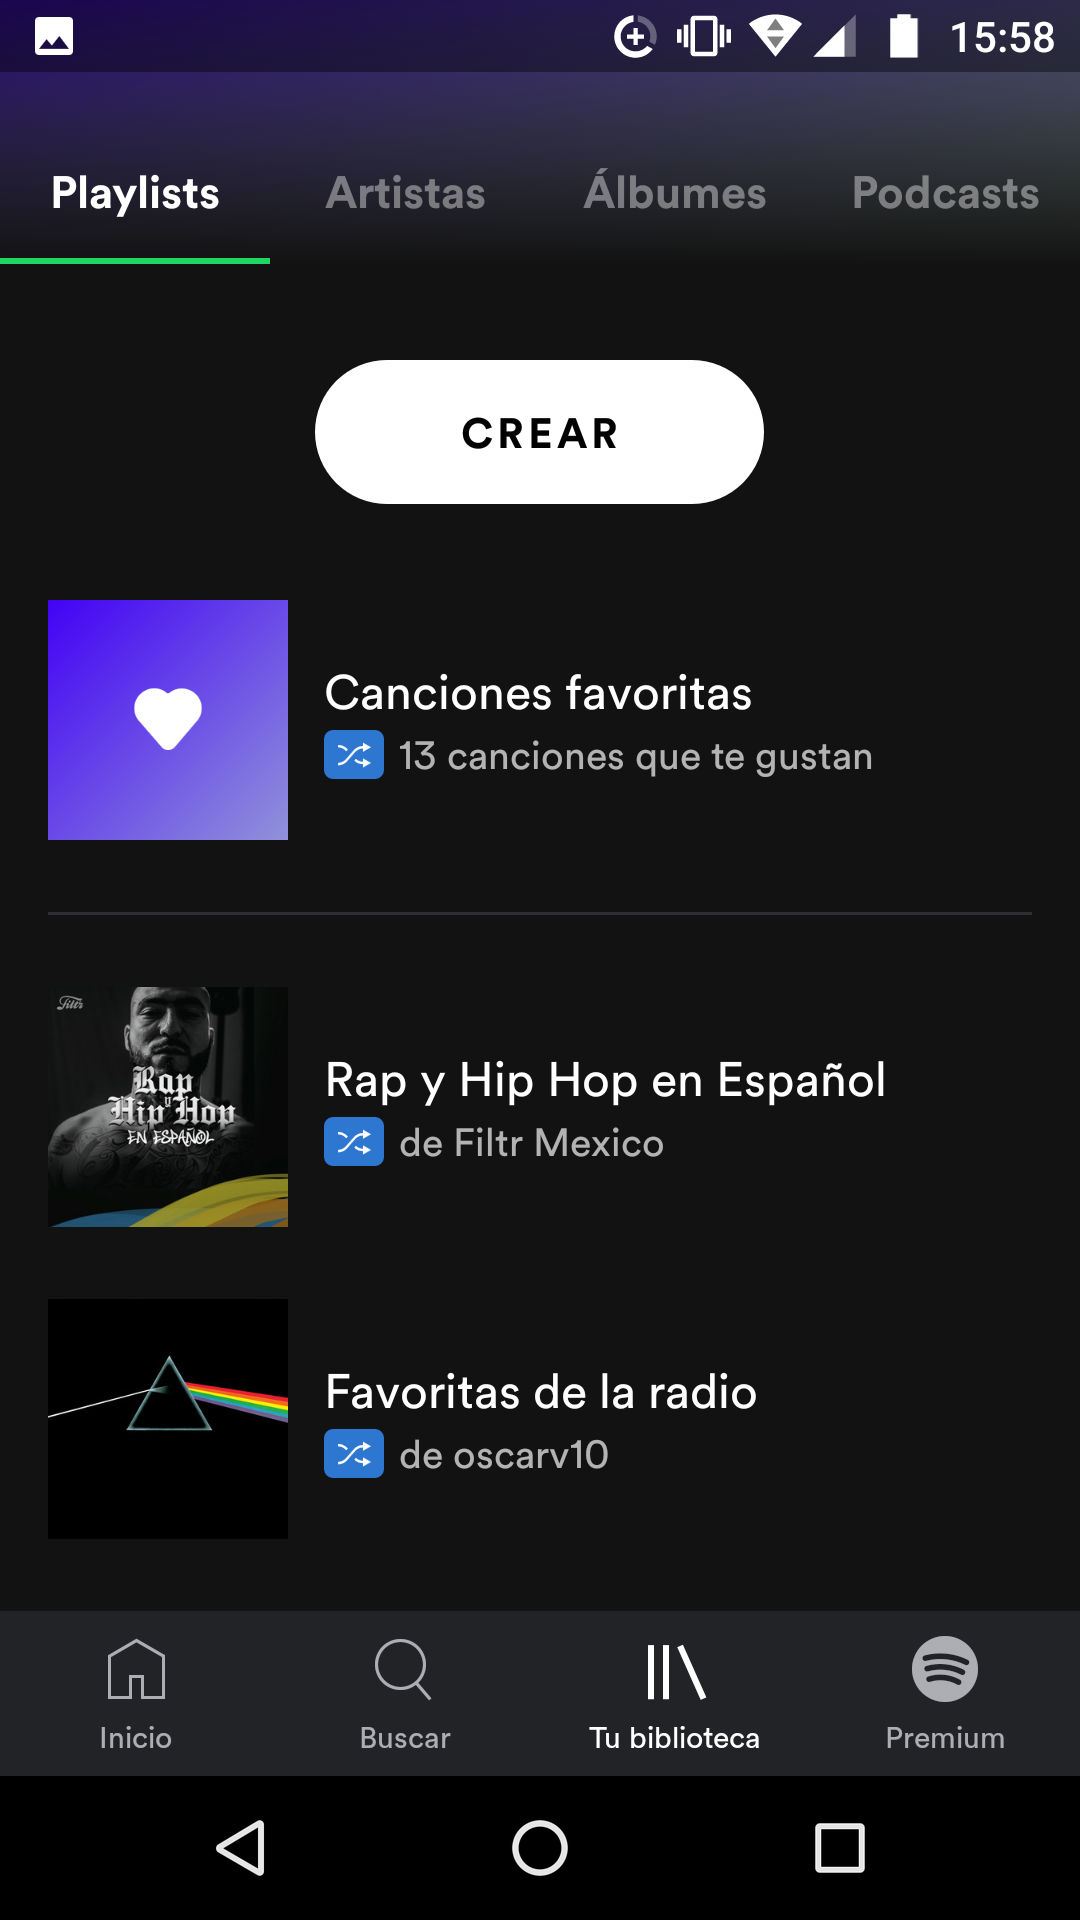 15:58
Playlists Artistas Álbumes Podcasts
CREAR
Canciones favoritas
13 canciones que te gustan
Filtr
Rap y
Hip Hop
EN ESPAÑOL
Rap y Hip Hop en Español
de Filtr Mexico
Favoritas de la radio
de oscarv10
Inicio Buscar Tu biblioteca Premium